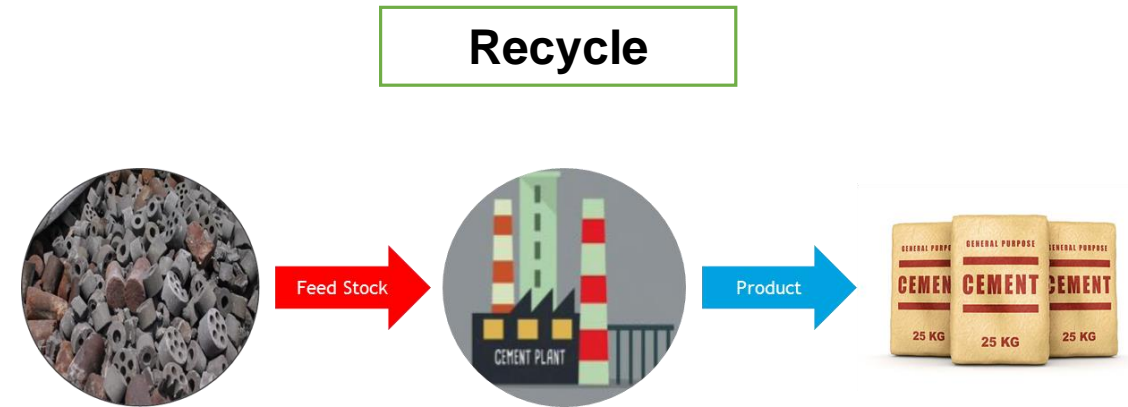 Recycle
Feed Stock
CEMENT PLANT
Product
GENERAL PURPOSE
CEMENT
25 KG
GENERAL PURPOSE
CEMENT
25 KG
GENERAL PURPOSE
CEMENT
25 KG